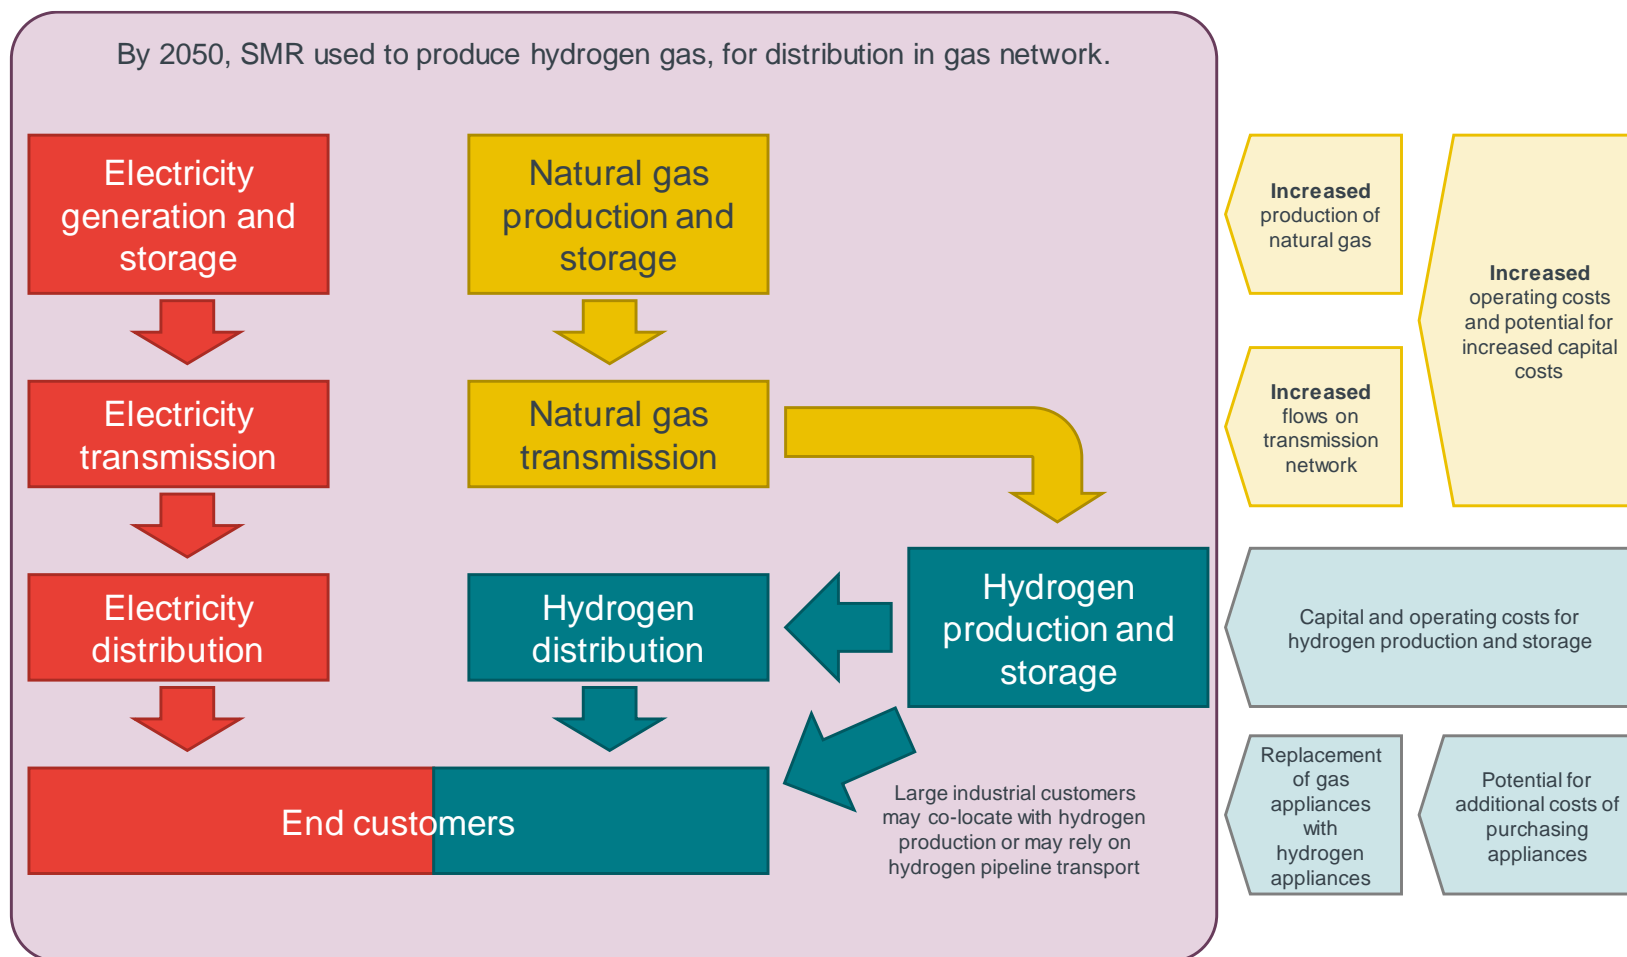 By 2050, SMR used to produce hydrogen gas, for distribution in gas network.
Electricity
generation and
storage
Natural gas
production and
storage
Increased
production of
natural gas
Increased
operating costs
and potential for
increased capital
costs
Electricity
transmission
Natural gas
transmission
Increased
flows on
transmission
network
Electricity
distribution
Hydrogen
distribution
Hydrogen
production and
storage
Capital and operating costs for
hydrogen production and storage
End customers
Large industrial customers
may co-locate with hydrogen
production or may rely on
hydrogen pipeline transport
Replacement
of gas
appliances
with
hydrogen
appliances
Potential for
additional costs of
purchasing
appliances